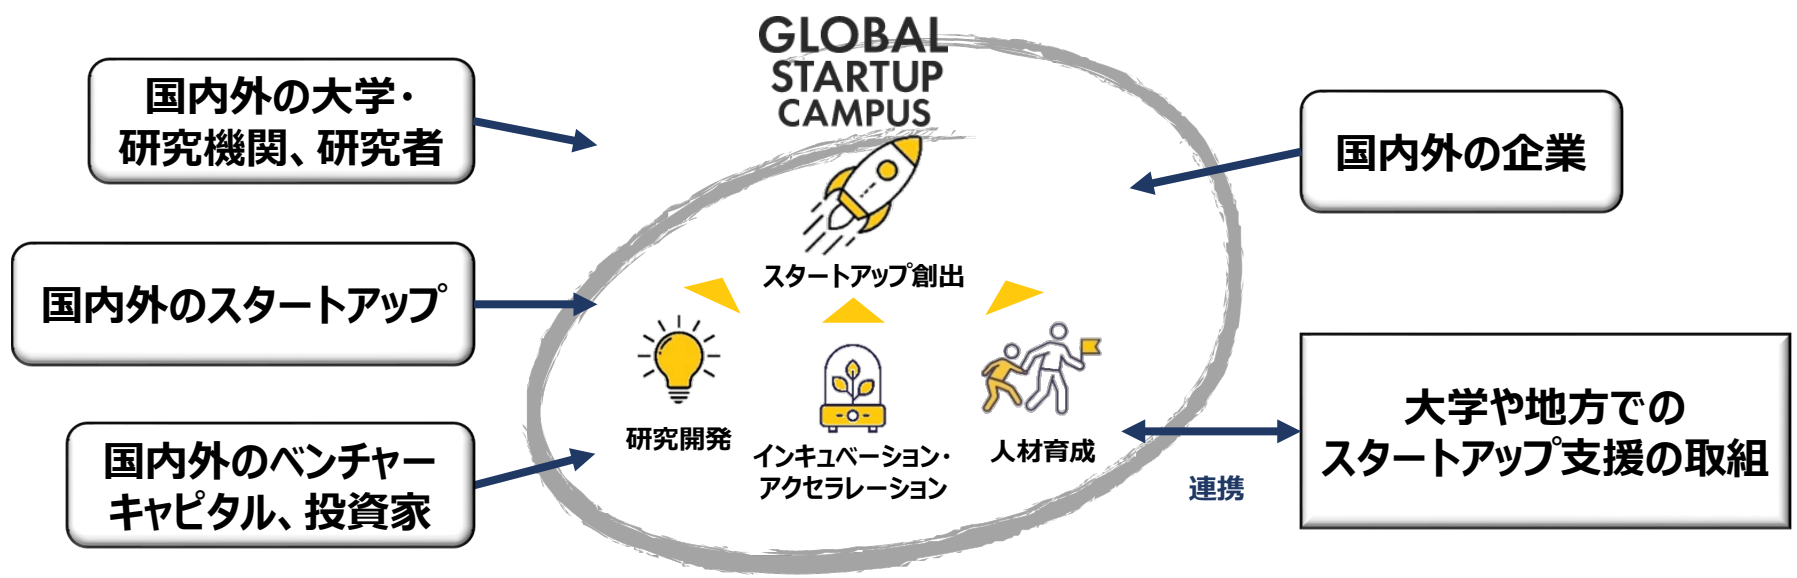 GLOBAL
STARTUP
CAMPUS
国内外の大学・
研究機関、研究者
国内外のスタートアップ
国内外のベンチャー
キャピタル、投資家
スタートアップ創出
研究開発
インキュベーション・
アクセラレーション
人材育成
国内外の企業
連携
大学や地方での
スタートアップ支援の取組